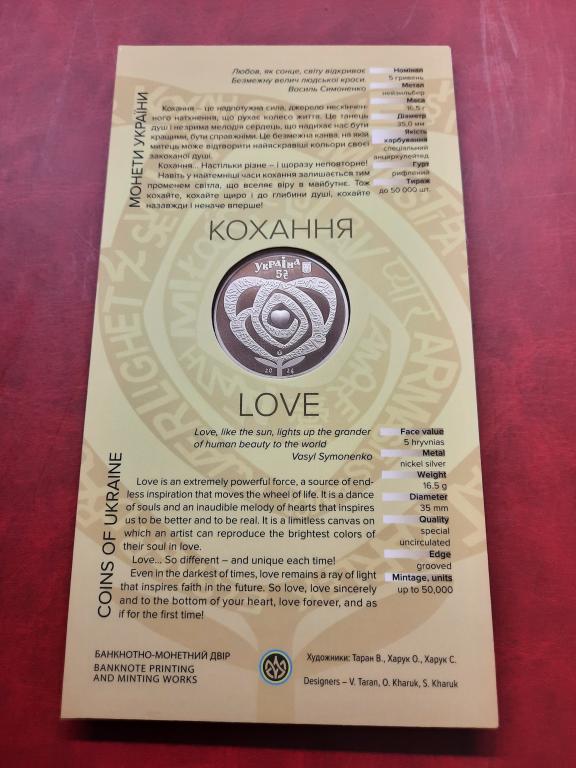 МОНЕТИ УКРАЇНИ
Любов, як сонце, світу відкриває
Безмежну велич людської краси.
Василь Симоненко
Кохання – це надпотужна сила, джерело нескінчен-
ного натхнення, що рухає колесо життя. Це танець
душ і незрима мелодія сердець, що надихає нас бути
кращими, бути справжніми. Це безмежна канва, на якій
митець може відтворити найяскравіші кольори своєї
закоханої душі.
Кохання... Настільки різне – і щоразу неповторне!
Навіть у найтемніші часи кохання залишається тим
променем світла, що вселяє віру в майбутнє. Тож
кохайте, кохайте щиро і до глибини душі, кохайте
назавжди і неначе вперше!
Номінал
5 гривень
Метал
нейзильбер
Маса
16,5 г
Діаметр
35,0 мм
Якість
карбування
спеціальний
анциркулейтед
Гурт
рифлений
Тираж
до 50 000 шт.
КОХАННЯ
УКРАЇНА
5 ₴
20 24
LOVE
COINS OF UKRAINE
Love, like the sun, lights up the grander
of human beauty to the world
Vasyl Symonenko
Love is an extremely powerful force, a source of end-
less inspiration that moves the wheel of life. It is a dance
of souls and an inaudible melody of hearts that inspires
us to be better and to be real. It is a limitless canvas on
which an artist can reproduce the brightest colors of
their soul in love.
Love... So different – and unique each time!
Even in the darkest of times, love remains a ray of light
that inspires faith in the future. So love, love sincerely
and to the bottom of your heart, love forever, and as
if for the first time!
Face value
5 hryvnias
Metal
nickel silver
Weight
16.5 g
Diameter
35 mm
Quality
special
uncirculated
Edge
grooved
Mintage, units
up to 50,000
БАНКНОТНО-МОНЕТНИЙ ДВІР
BANKNOTE PRINTING
AND MINTING WORKS
Художники: Таран В., Харук О., Харук С.
Designers – V. Taran, O. Kharuk, S. Kharuk